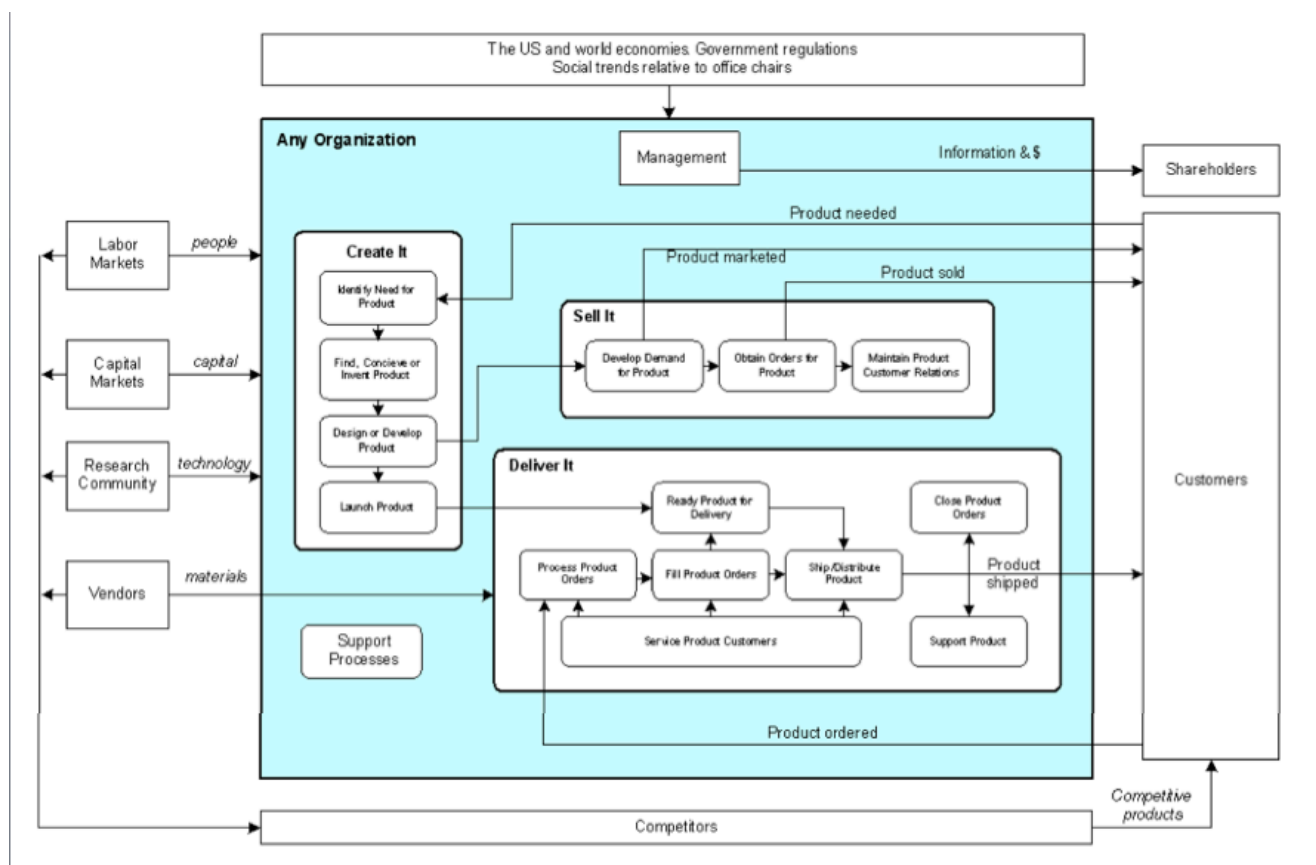 The US and world economies. Government regulations
Social trends relative to office chairs
Any Organization
Management
Information & $
Shareholders
Product needed
Labor
Markets
people
Create It
Product marketed
Product sold
Identify Need for
Product
Sell It
Capital
Markets
capital
Find, Concieve or
Invent Product
Develop Demand
for Product
Obtain Orders for
Product
Maintain Product
Customer Relations
Design or Develop
Product
Research
Community
technology
Deliver It
Customers
Launch Product
Ready Product for
Delivery
Close Product
Orders
Vendors
materials
Process Product
Orders
Fill Product Orders
Ship/Distribute
Product
Product
shipped
Support
Processes
Service Product Customers
Support Product
Product ordered
Competitors
Competitive
products